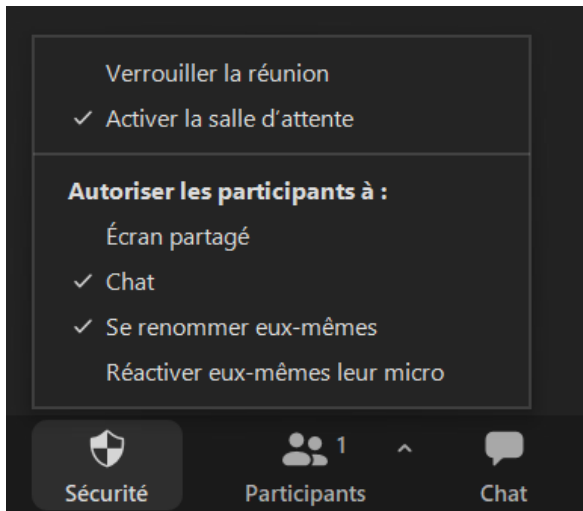 Verrouiller la réunion
✓ Activer la salle d'attente
Autoriser les participants à :
Écran partagé
✓ Chat
✓ Se renommer eux-mêmes
Réactiver eux-mêmes leur micro
1
Sécurité Participants Chat